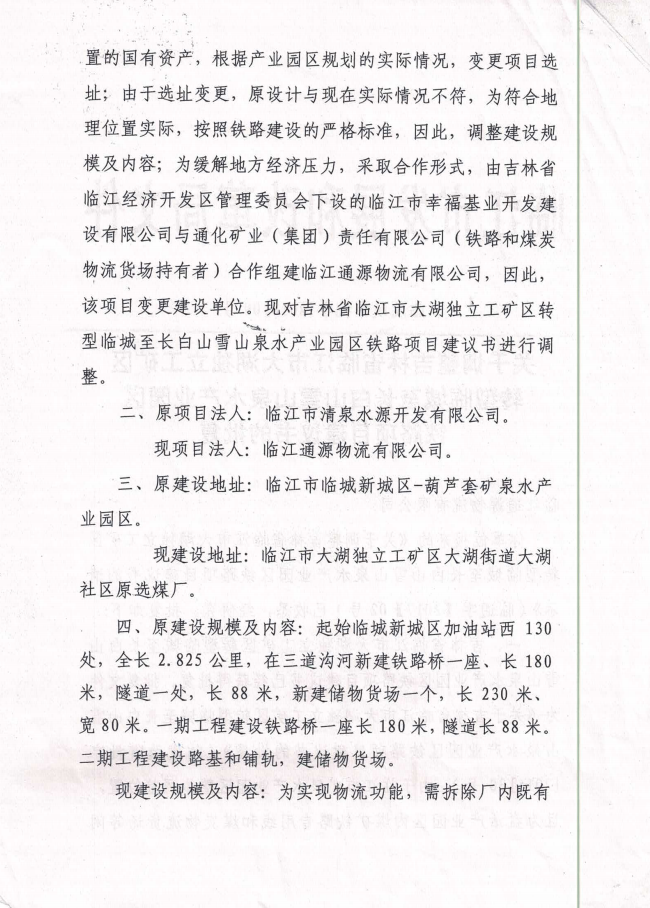 置的国有资产，根据产业园区规划的实际情况，变更项目选
址；由于选址变更，原设计与现在实际情况不符，为符合地
理位置实际，按照铁路建设的严格标准，因此，调整建设规
模及内容；为缓解地方经济压力，采取合作形式，由吉林省
临江经济开发区管理委员会下设的临江市幸福基业开发建
设有限公司与通化矿业（集团）责任有限公司（铁路和煤炭
物流货场持有者）合作组建临江通源物流有限公司，因此，
该项目变更建设单位。现对吉林省临江市大湖独立工矿区转
型临城至长白山雪山泉水产业园区铁路项目建议书进行调
整。
二、原项目法人：临江市清泉水源开发有限公司。
现项目法人：临江通源物流有限公司。
三、原建设地址：临江市临城新城区-葫芦套矿泉水产
业园区。
现建设地址：临江市大湖独立工矿区大湖街道大湖
社区原选煤厂。
四、原建设规模及内容：起始临城新城区加油站西 130
处，全长 2.825 公里，在三道沟河新建铁路桥一座、长 180
米，隧道一处，长 88 米，新建储物货场一个，长 230 米、
宽 80 米。一期工程建设铁路桥一座长 180 米，隧道长 88 米。
二期工程建设路基和铺轨，建储物货场。
现建设规模及内容：为实现物流功能，需拆除厂内既有